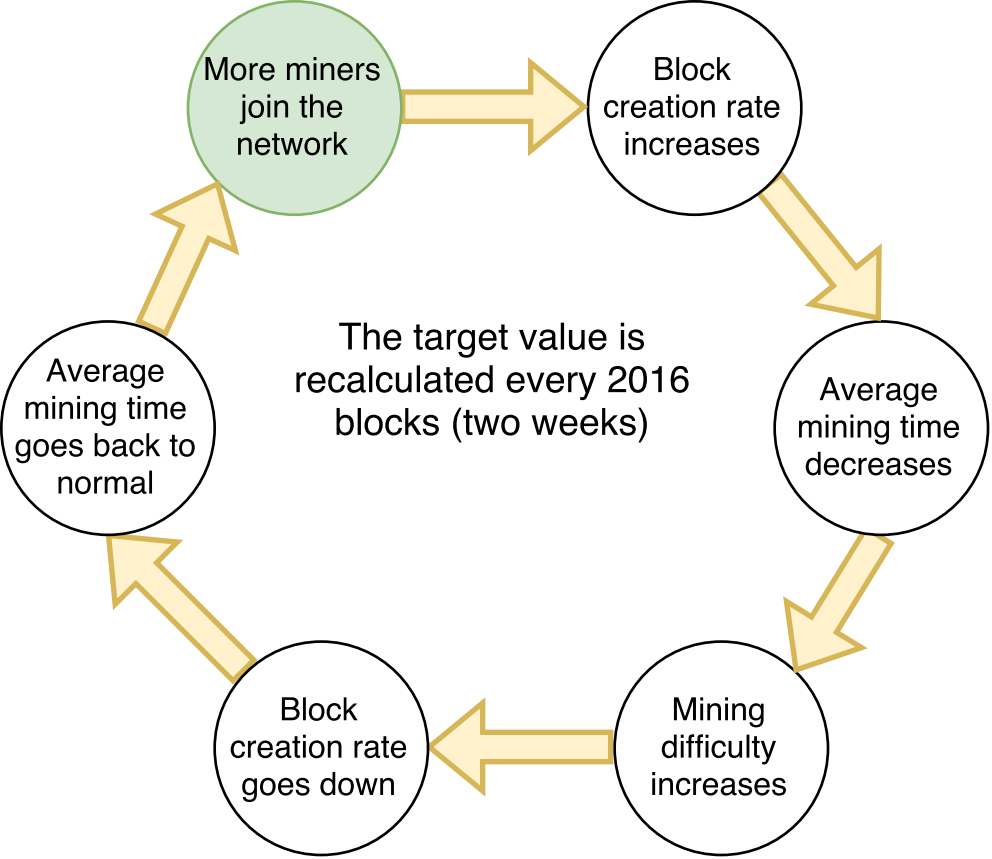 More miners
join the
network
Block
creation rate
increases
Average
mining time
decreases
Mining
difficulty
increases
Block
creation rate
goes down
Average
mining time
goes back to
normal
The target value is
recalculated every 2016
blocks (two weeks)